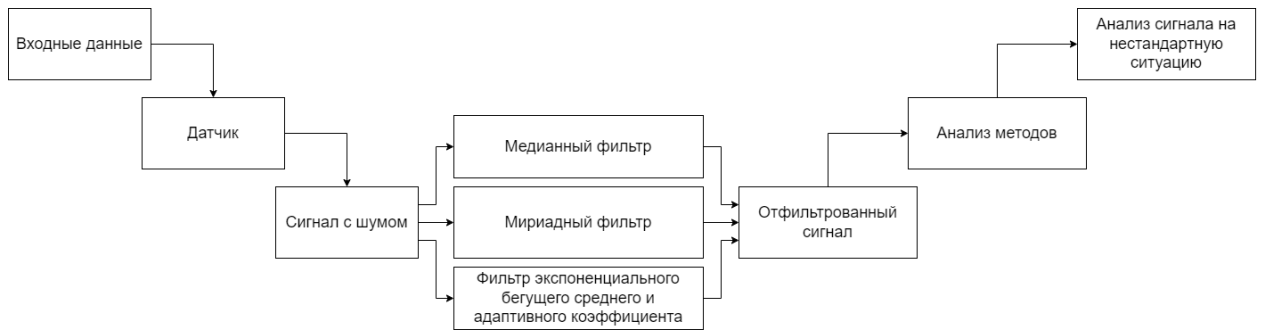 Входные данные
Анализ сигнала на
нестандартную
ситуацию
Датчик
Медианный фильтр
Анализ методов
Сигнал с шумом
Мириадный фильтр
Отфильтрованный
сигнал
Фильтр экспоненциального
бегущего среднего и
адаптивного коэффициента